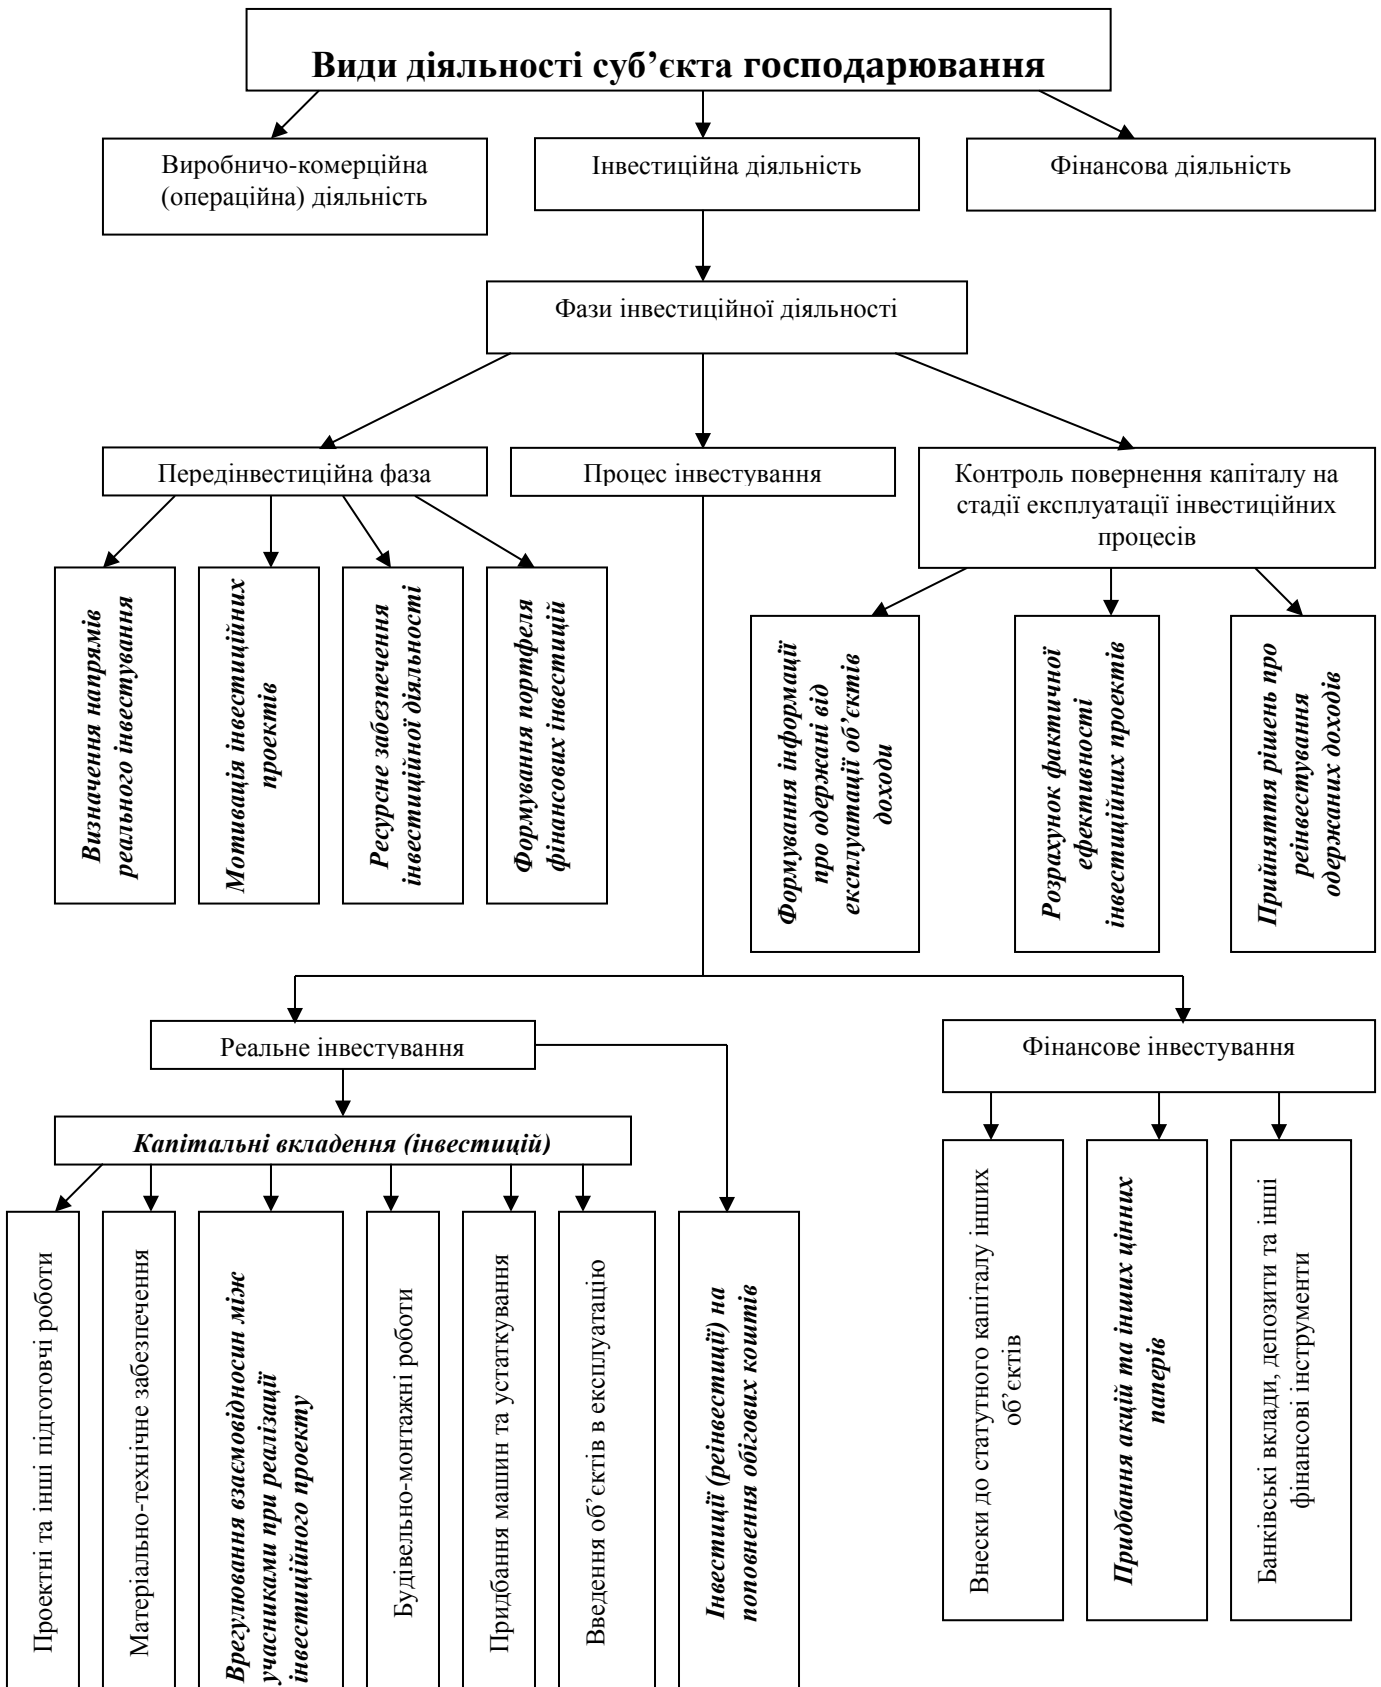 Види діяльності суб’єкта господарювання
Виробничо-комерційна
(операційна) діяльність
Інвестиційна діяльність
Фінансова діяльність
Фази інвестиційної діяльності
Передінвестиційна фаза
Процес інвестування
Контроль повернення капіталу на
стадії експлуатації інвестиційних
процесів
Визначення напрямів
реального інвестування
Мотивація інвестиційних
проектів
Ресурсне забезпечення
інвестиційної діяльності
Формування портфеля
фінансових інвестицій
Формування інформації
про одержані від
експлуатації об’єктів
доходи
Розрахунок фактичної
ефективності
інвестиційних проектів
Прийняття рішень про
реінвестування
одержаних доходів
Реальне інвестування
Фінансове інвестування
Капітальні вкладення (інвестицій)
Проектні та інші підготовчі роботи
Матеріально-технічне забезпечення
Врегулювання взаємовідносин між
учасниками при реалізації
інвестиційного проекту
Будівельно-монтажні роботи
Придбання машин та устаткування
Введення об’єктів в експлуатацію
Інвестиції (реінвестиції) на
поповнення обігових коштів
Внески до статутного капіталу інших
об’єктів
Придбання акцій та інших цінних
паперів
Банківські вклади, депозити та інші
фінансові інструменти